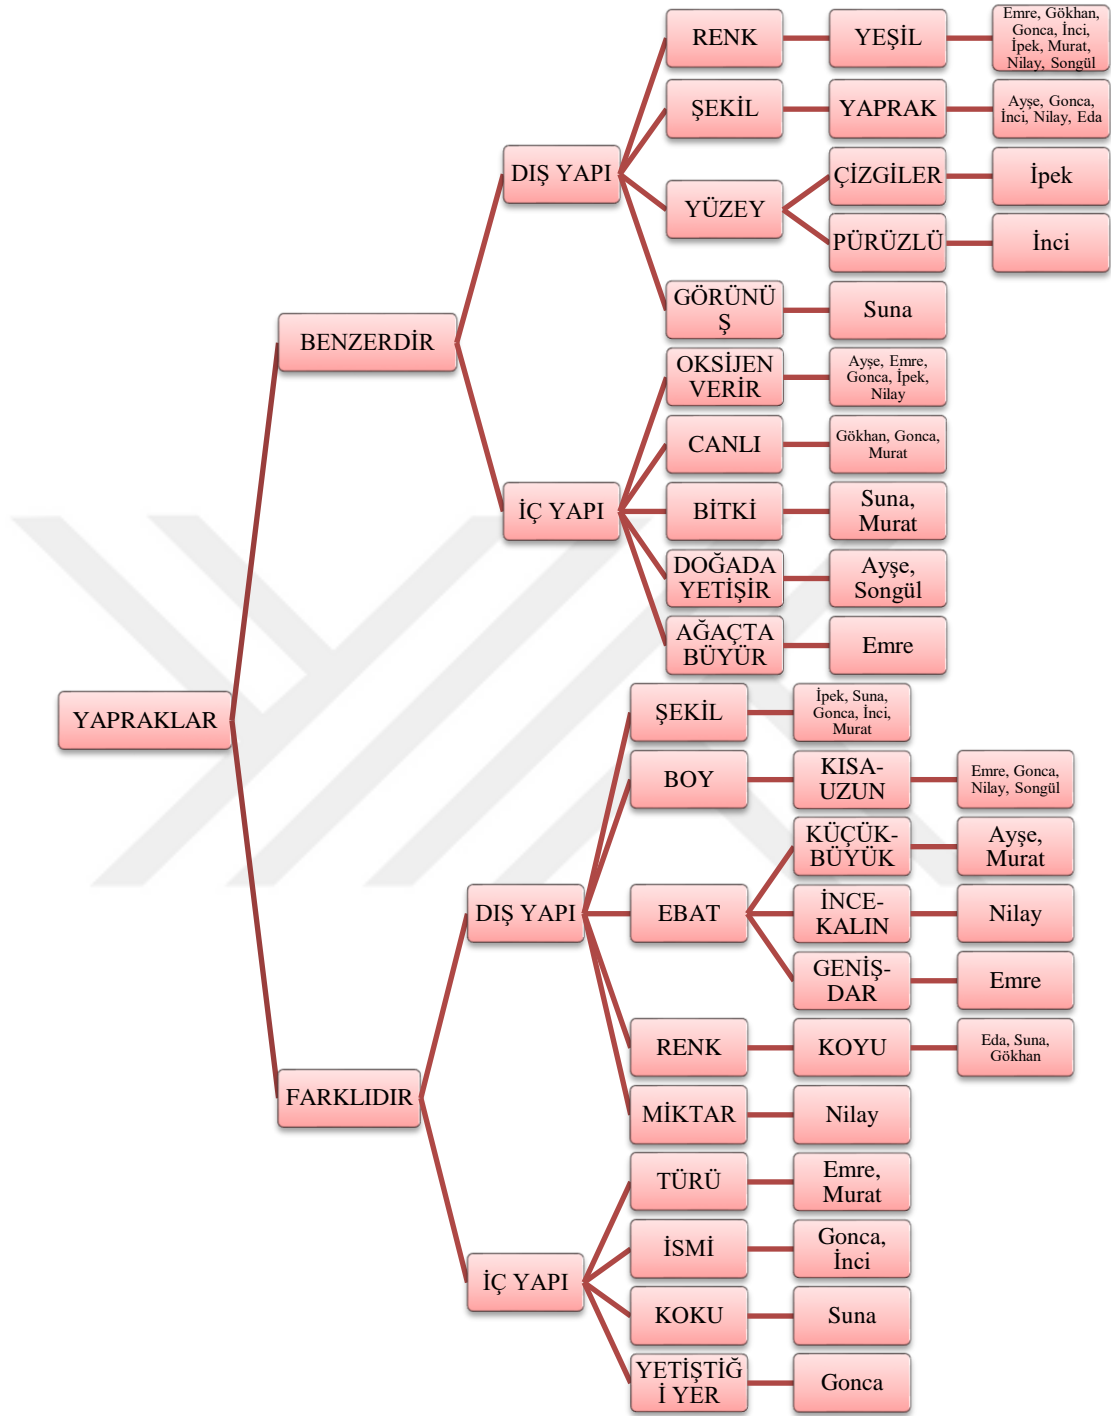 RENK
YEŞİL
Emre, Gökhan,
Gonca, İnci,
İpek, Murat,
Nilay, Songül
ŞEKİL
YAPRAK
Ayşe, Gonca,
İnci, Nilay, Eda
DIŞ YAPI
YÜZEY
ÇİZGİLER
İpek
PÜRÜZLÜ
İnci
GÖRÜNÜ
Ş
Suna
BENZERDİR
OKSİJEN
VERİR
Ayşe, Emre,
Gonca, İpek,
Nilay
CANLI
Gökhan, Gonca,
Murat
İÇ YAPI
BİTKİ
Suna,
Murat
DOĞADA
YETİŞİR
Ayşe,
Songül
AĞAÇTA
BÜYÜR
Emre
YAPRAKLAR
ŞEKİL
İpek, Suna,
Gonca, İnci,
Murat
BOY
KISA-
UZUN
Emre, Gonca,
Nilay, Songül
DIŞ YAPI
EBAT
KÜÇÜK-
BÜYÜK
Ayşe,
Murat
İNCE-
KALIN
Nilay
GENİŞ-
DAR
Emre
RENK
KOYU
Eda, Suna,
Gökhan
MİKTAR
Nilay
FARKLIDIR
TÜRÜ
Emre,
Murat
İSMİ
Gonca,
İnci
İÇ YAPI
KOKU
Suna
YETİŞTİĞ
İ YER
Gonca